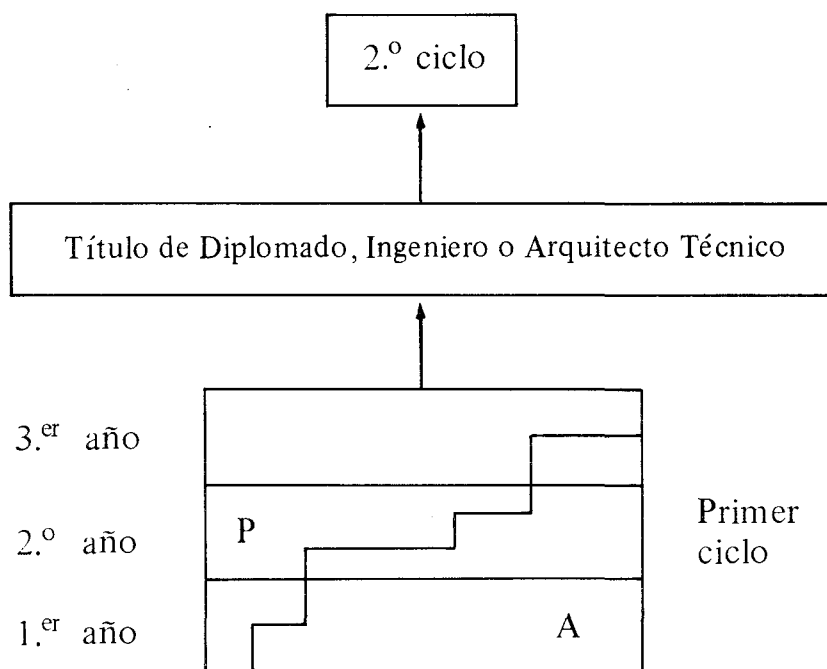 2.º ciclo
Título de Diplomado, Ingeniero o Arquitecto Técnico
3.er año
2.º año
P
Primer
ciclo
1.er año
A